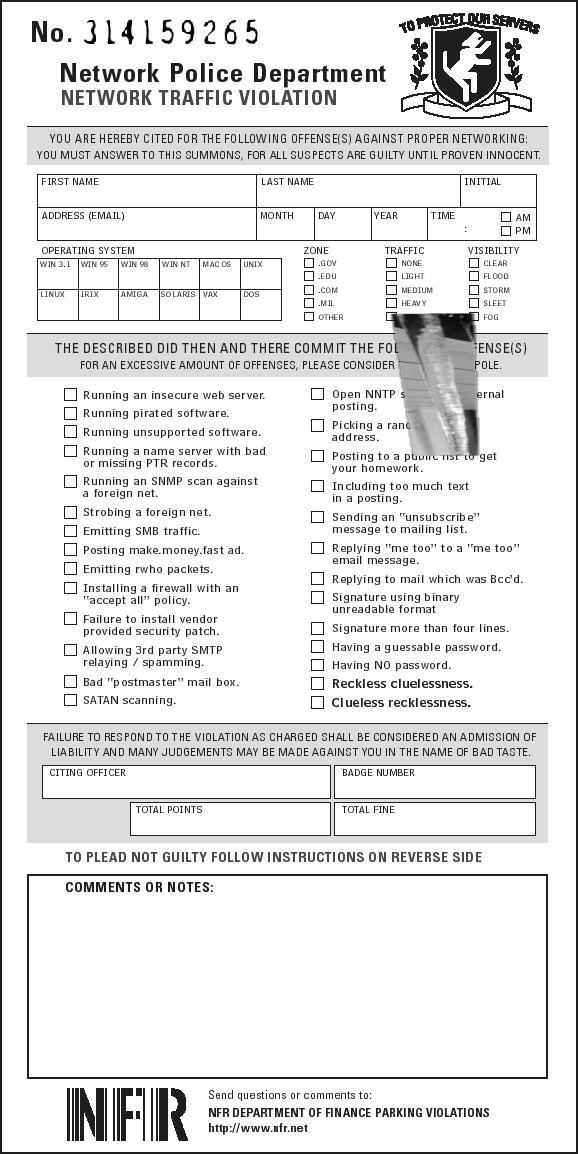 No. 314159265
TO PROTECT OUR SERVERS
Network Police Department
NETWORK TRAFFIC VIOLATION
YOU ARE HEREBY CITED FOR THE FOLLOWING OFFENSE(S) AGAINST PROPER NETWORKING:
YOU MUST ANSWER TO THIS SUMMONS, FOR ALL SUSPECTS ARE GUILTY UNTIL PROVEN INNOCENT.
FIRST NAME LAST NAME INITIAL
ADDRESS (EMAIL) MONTH DAY YEAR TIME : AM
PM
OPERATING SYSTEM ZONE TRAFFIC VISIBILITY
WIN 3.1 WIN 95 WIN 98 WIN NT MAC OS UNIX .GOV NONE CLEAR
.EDU LIGHT FLOOD
LINUX IRIX AMIGA SOLARIS VAX DOS .COM MEDIUM STORM
.MIL HEAVY SLEET
OTHER FOG
THE DESCRIBED DID THEN AND THERE COMMIT THE
FOR AN EXCESSIVE AMOUNT OF OFFENSES, PLEASE CONSIDER POLE.
Running an insecure web server.
Running pirated software.
Running unsupported software.
Running a name server with bad
or missing PTR records.
Running an SNMP scan against
a foreign net.
Strobing a foreign net.
Emitting SMB traffic.
Posting make.money.fast ad.
Emitting rwho packets.
Installing a firewall with an
"accept all" policy.
Failure to install vendor
provided security patch.
Allowing 3rd party SMTP
relaying / spamming.
Bad "postmaster" mail box.
SATAN scanning.
Open NNTP
posting.
Picking a
address.
Posting to a public list to get
your homework.
Including too much text
in a posting.
Sending an "unsubscribe"
message to mailing list.
Replying "me too" to a "me too"
email message.
Replying to mail which was Bcc'd.
Signature using binary
unreadable format
Signature more than four lines.
Having a guessable password.
Having NO password.
Reckless cluelessness.
Clueless recklessness.
FAILURE TO RESPOND TO THE VIOLATION AS CHARGED SHALL BE CONSIDERED AN ADMISSION OF
LIABILITY AND MANY JUDGEMENTS MAY BE MADE AGAINST YOU IN THE NAME OF BAD TASTE.
CITING OFFICER BADGE NUMBER
TOTAL POINTS TOTAL FINE
TO PLEAD NOT GUILTY FOLLOW INSTRUCTIONS ON REVERSE SIDE
COMMENTS OR NOTES:
NFR
Send questions or comments to:
NFR DEPARTMENT OF FINANCE PARKING VIOLATIONS
http://www.nfr.net